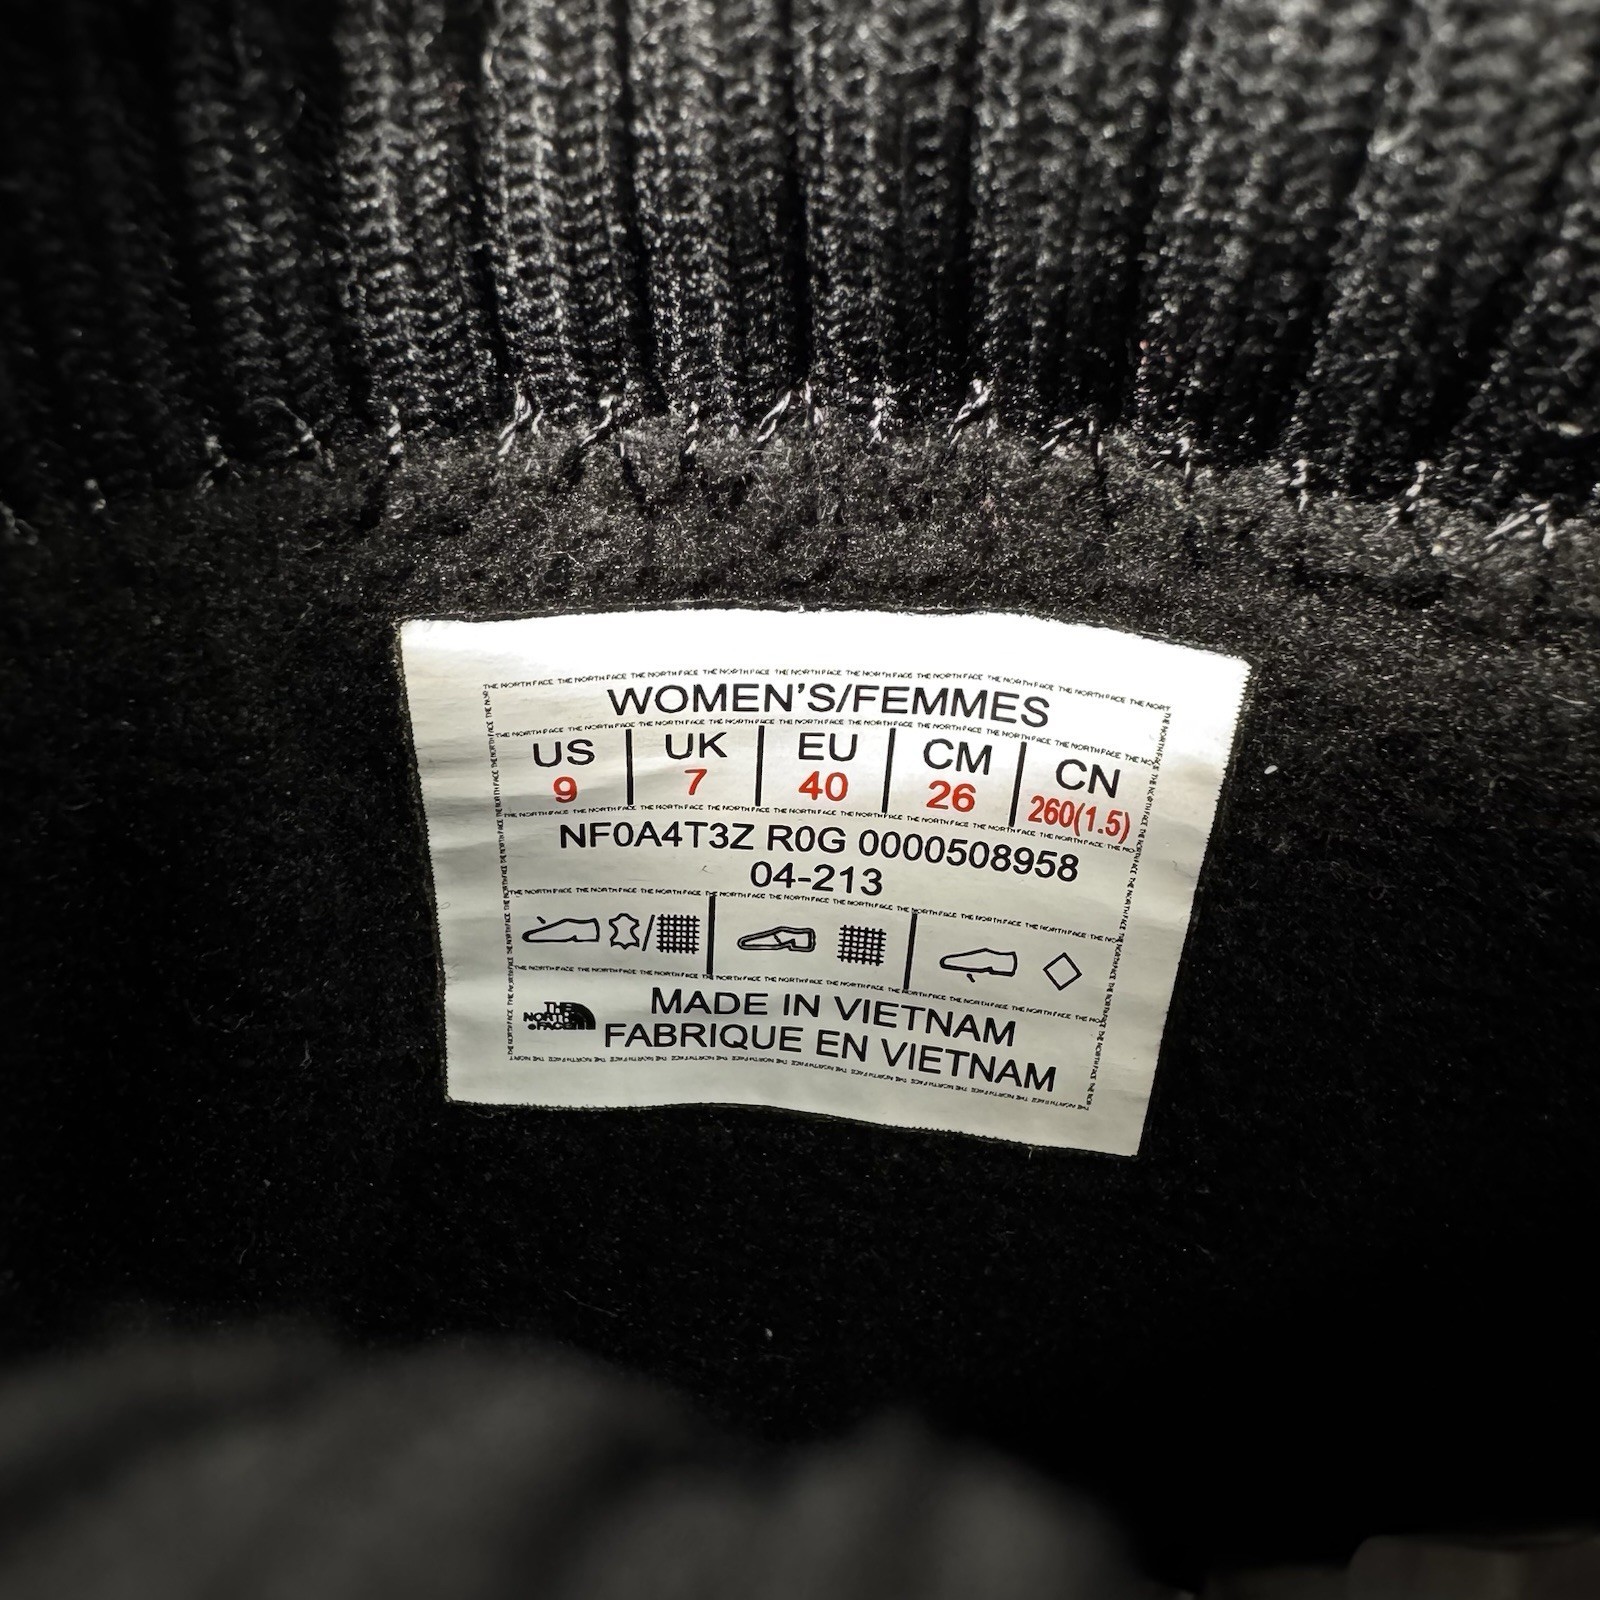 WOMEN'S/FEMMES
US UK EU CM CN
9 7 40 26 260(1.5)
NF0A4T3Z R0G 0000508958
04-213
THE NORTH FACE
MADE IN VIETNAM
FABRIQUE EN VIETNAM